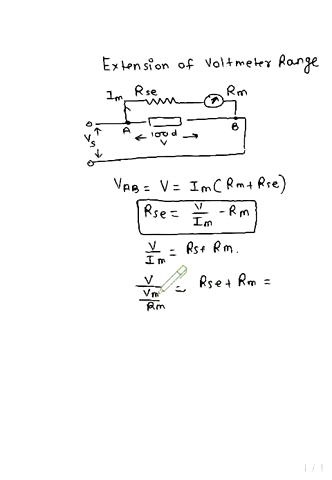 Extension of Voltmeter Range
Im Rse Rm
A B
Vs
← load →
V
VAB = V = Im (Rm + Rse)
Rse = V/Im - Rm
V/Im = Rs + Rm.
V/(Vm/Rm) = Rse + Rm =
1 / 1